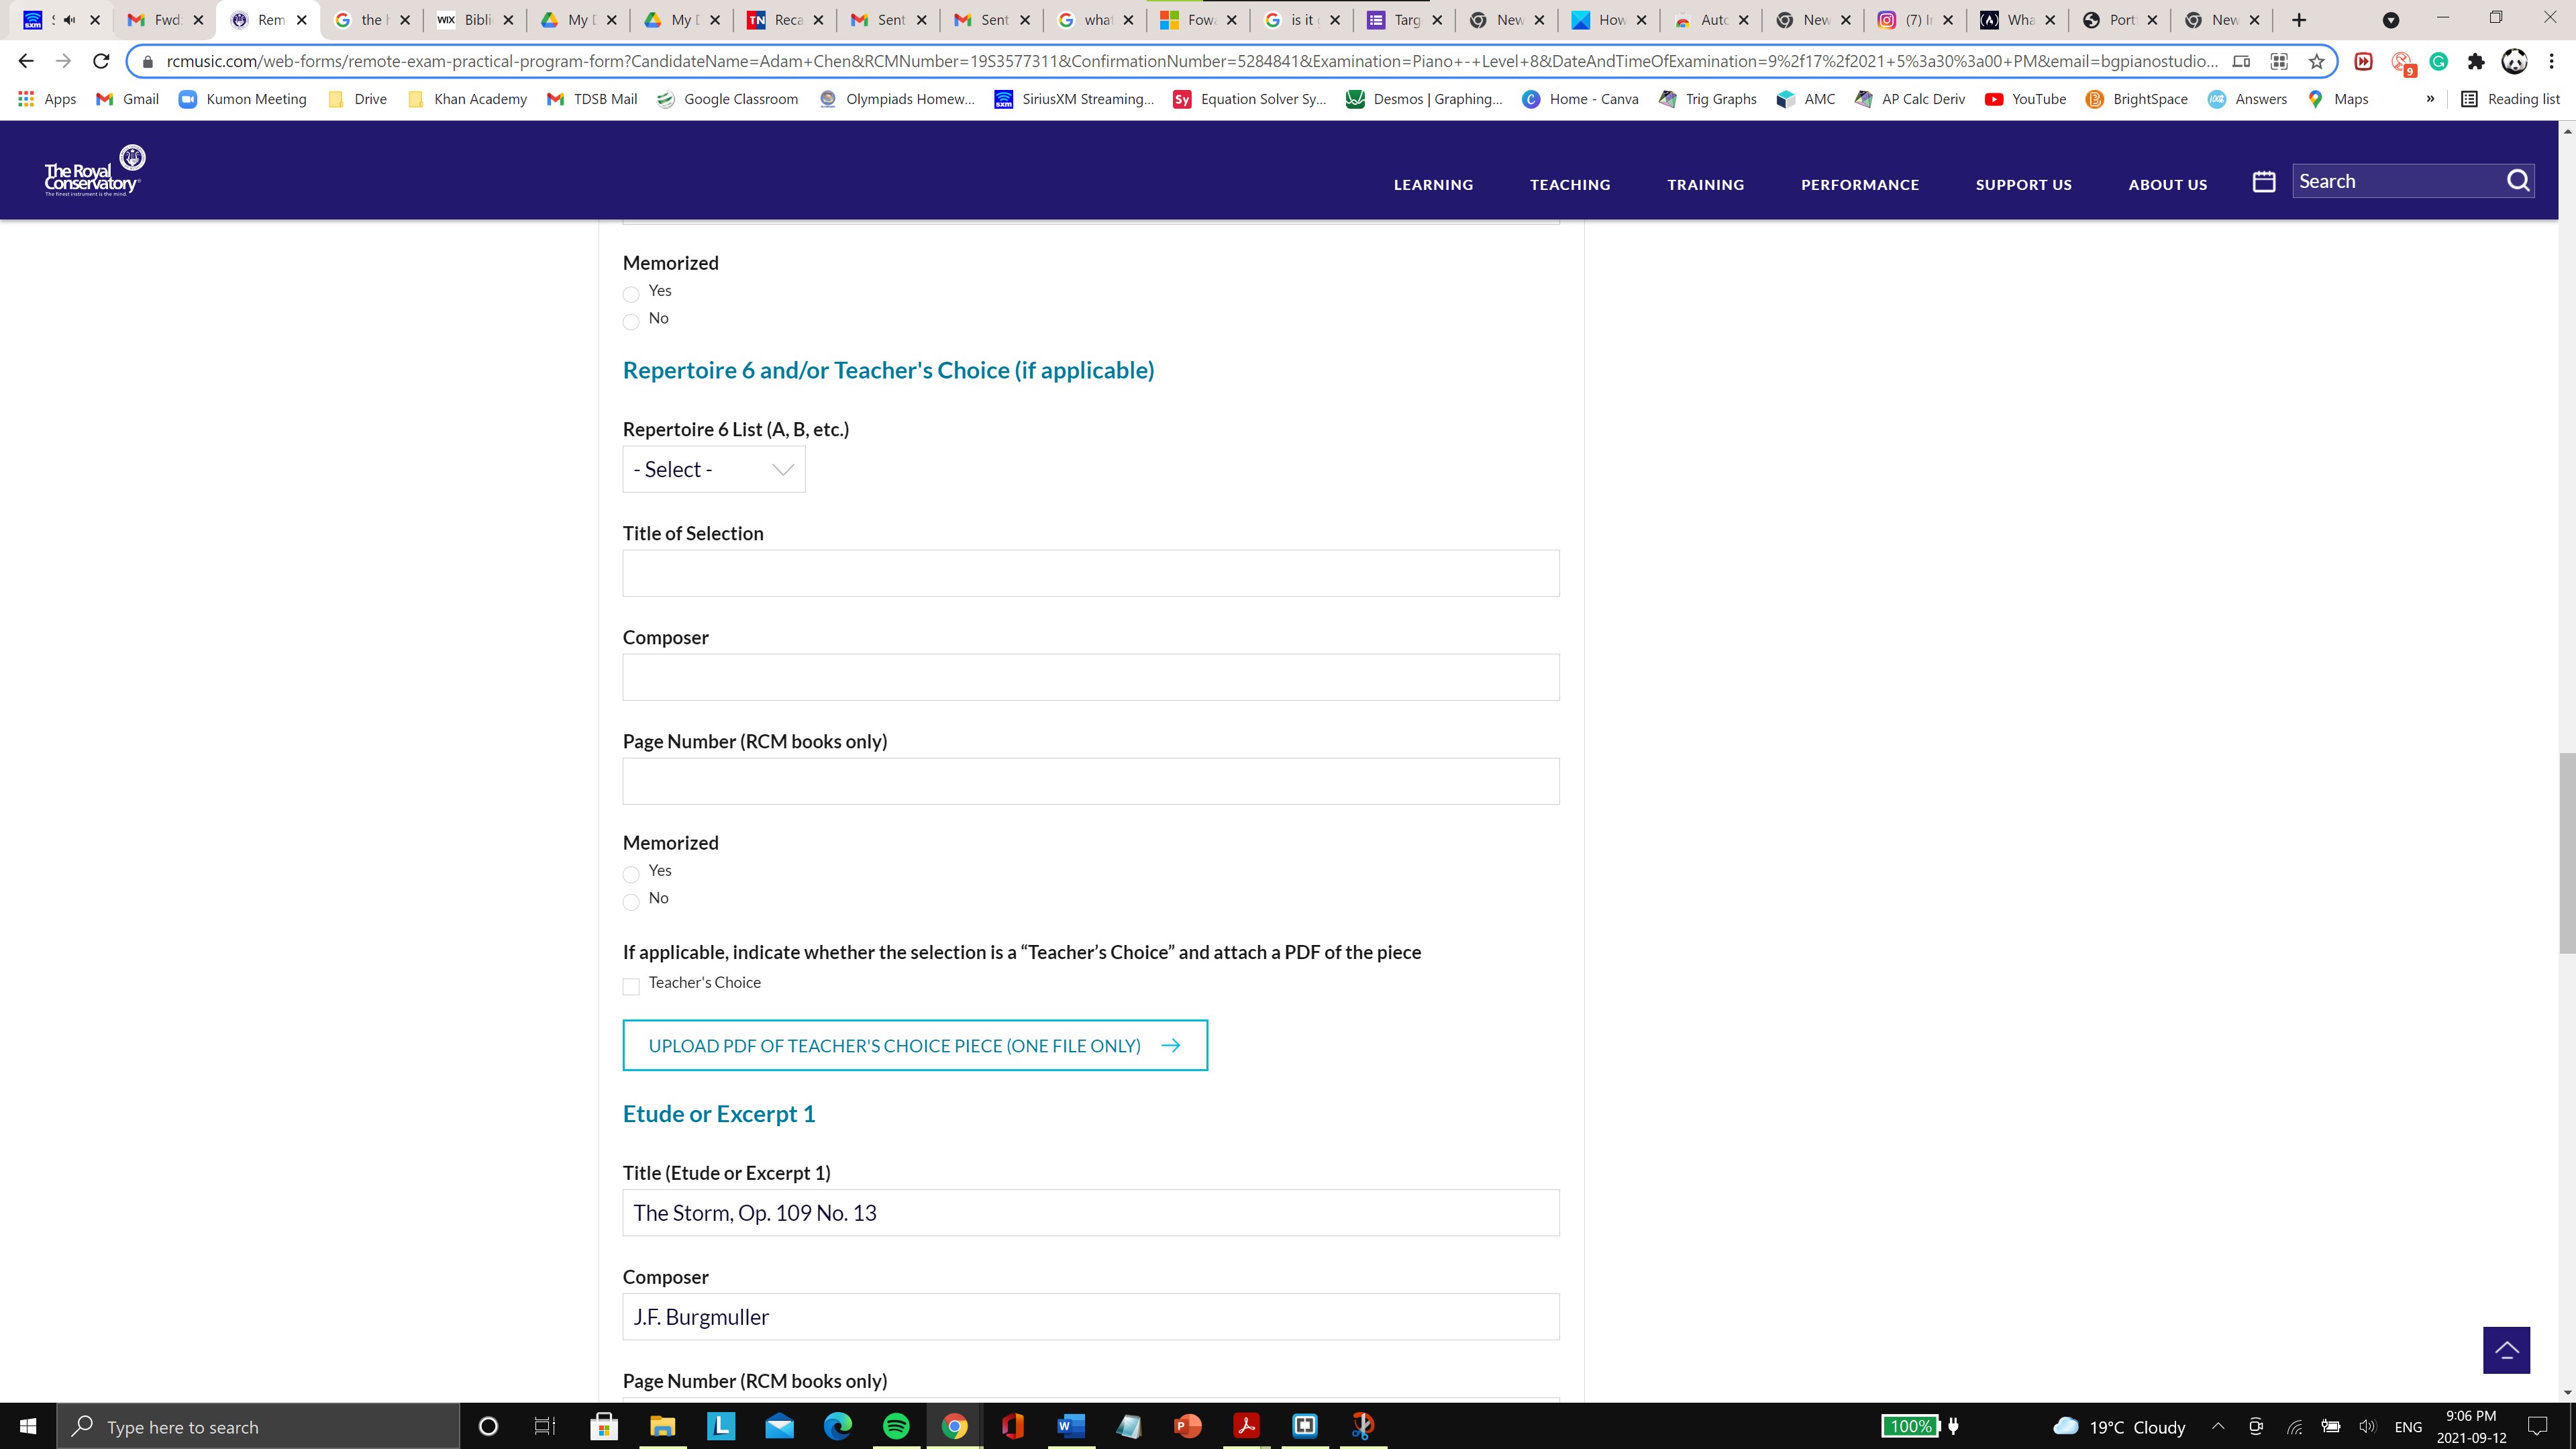 Fwd:
Rem
the h
WIX
Bibli
My D
My D
TN
Reca
Sent
Sent
what
Fowa
is it g
Targ
New
How
Auto
New
(7) I
Wha
Port
New
rcmusic.com/web-forms/remote-exam-practical-program-form?CandidateName=Adam+Chen&RCMNumber=19S3577311&ConfirmationNumber=5284841&Examination=Piano+-+Level+8&DateAndTimeOfExamination=9%2f17%2f2021+5%3a30%3a00+PM&email=bgpianostudio...
9
Apps
Gmail
Kumon Meeting
Drive
Khan Academy
TDSB Mail
Google Classroom
Olympiads Homew...
SiriusXM Streaming...
Equation Solver Sy...
Desmos | Graphing...
Home - Canva
Trig Graphs
AMC
AP Calc Deriv
YouTube
BrightSpace
Answers
Maps
»
Reading list
The Royal
Conservatory
The finest instrument is the mind.
LEARNING
TEACHING
TRAINING
PERFORMANCE
SUPPORT US
ABOUT US
Search
Memorized
Yes
No
Repertoire 6 and/or Teacher's Choice (if applicable)
Repertoire 6 List (A, B, etc.)
- Select -
Title of Selection
Composer
Page Number (RCM books only)
Memorized
Yes
No
If applicable, indicate whether the selection is a “Teacher’s Choice” and attach a PDF of the piece
Teacher's Choice
UPLOAD PDF OF TEACHER'S CHOICE PIECE (ONE FILE ONLY)
Etude or Excerpt 1
Title (Etude or Excerpt 1)
The Storm, Op. 109 No. 13
Composer
J.F. Burgmuller
Page Number (RCM books only)
Type here to search
100%
19°C Cloudy
ENG
9:06 PM
2021-09-12